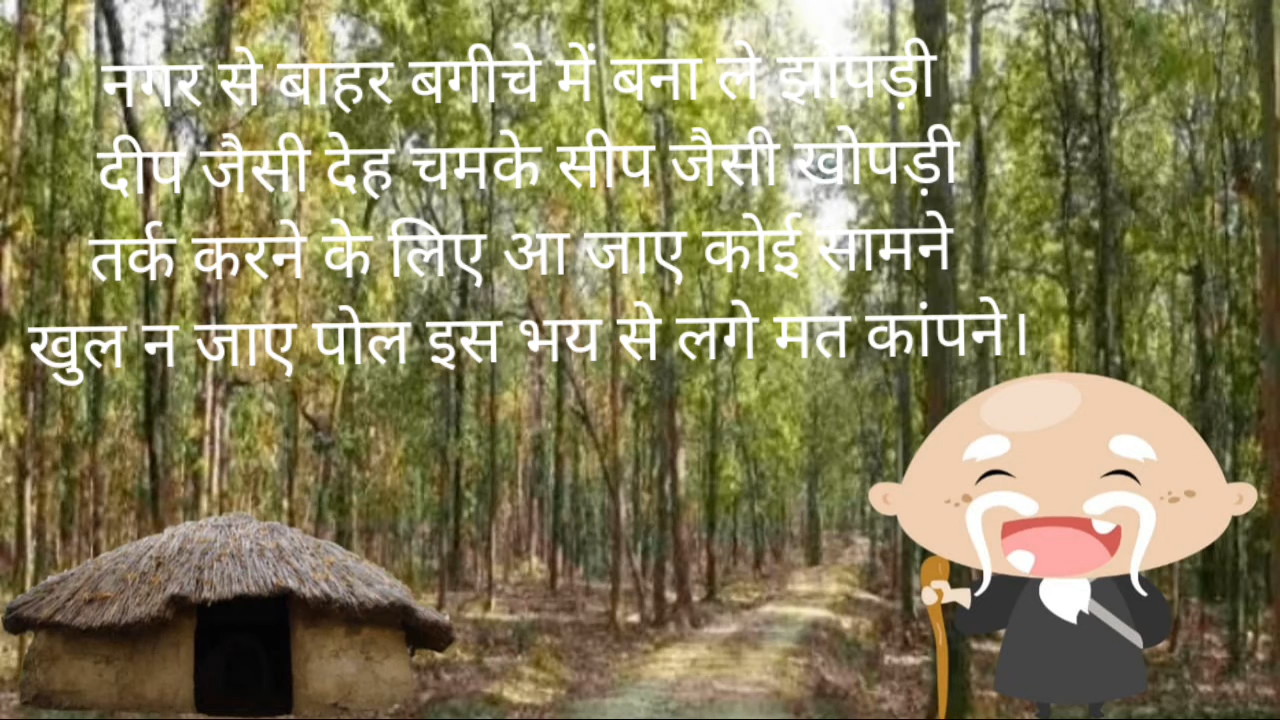 नगर से बाहर बगीचे में बना ले झोपड़ी
दीप जैसी देह चमके सीप जैसी खोपड़ी
तर्क करने के लिए आ जाए कोई सामने
खुल न जाए पोल इस भय से लगे मत कांपने।